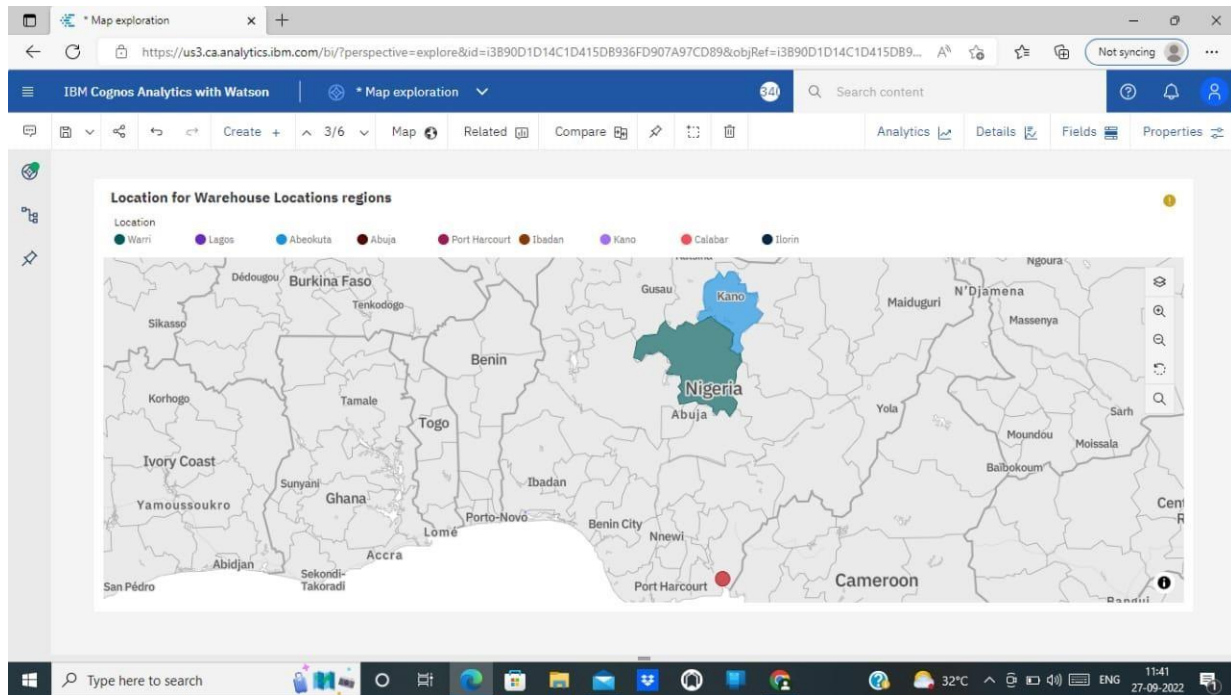 * Map exploration
https://us3.ca.analytics.ibm.com/bi/?perspective=explore&id=i3B90D1D14C1D415DB936FD907A97CD89&objRef=i3B90D1D14C1D415DB9...
Not syncing
IBM Cognos Analytics with Watson
* Map exploration
34(
Search content
Create +
3/6
Map
Related
Compare
Analytics
Details
Fields
Properties
Location for Warehouse Locations regions
Location
Warri Lagos Abeokuta Abuja Port Harcourt Ibadan Kano Calabar Ilorin
Ngoura
Dédougou
Burkina Faso
Gusau
Kano
N'Djamena
Tenkodogo
Maiduguri
Massenya
Sikasso
Benin
Nigeria
Korhogo
Tamale
Abuja
Yola
Sarh
Togo
Moundou
Moissala
Ivory Coast
Baïbokoum
Sunyani
Ibadan
Ghana
Yamoussoukro
Cent
R
Porto-Novo
Benin City
Lomé
Nnewi
Accra
Abidjan
Sekondi-
Takoradi
San Pédro
Port Harcourt
Cameroon
Type here to search
32°C
ENG
11:41
27-09-2022